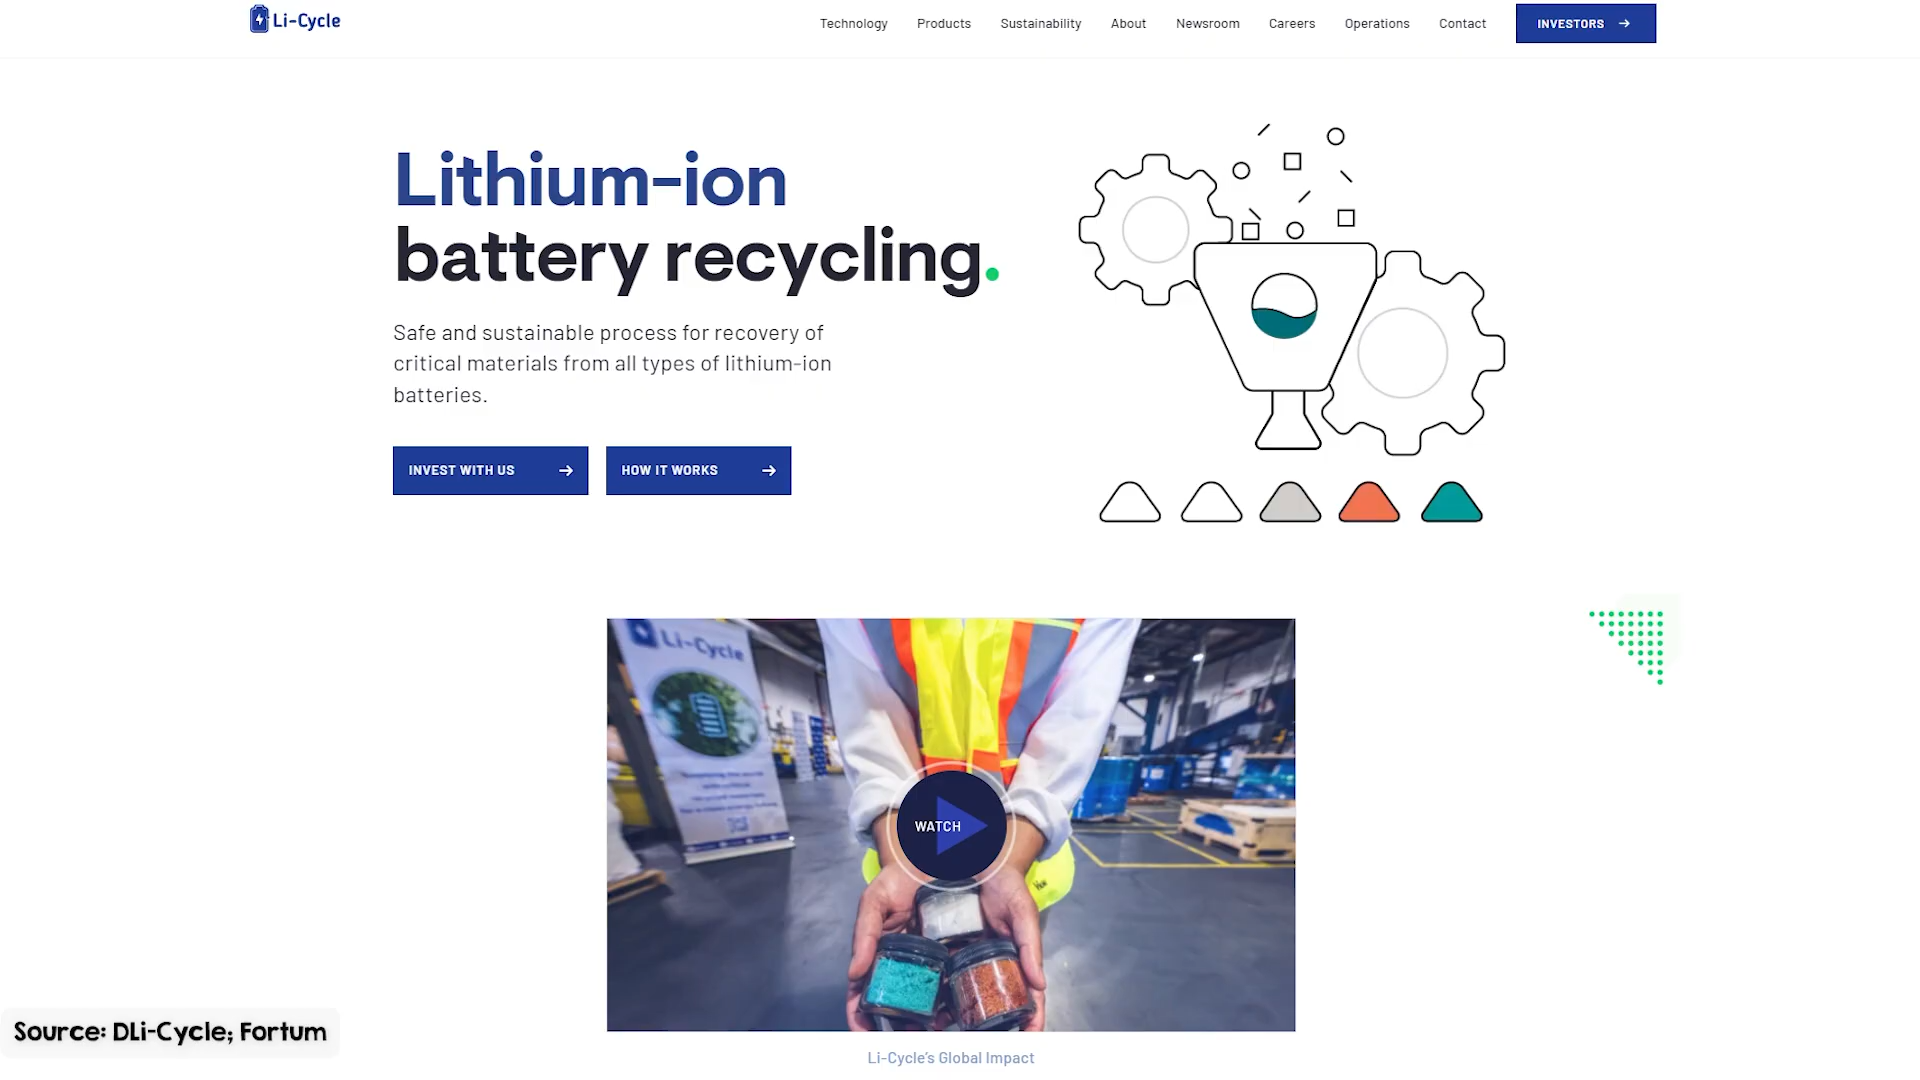 Li-Cycle
Technology
Products
Sustainability
About
Newsroom
Careers
Operations
Contact
INVESTORS
Lithium-ion
battery recycling.
Safe and sustainable process for recovery of
critical materials from all types of lithium-ion
batteries.
INVEST WITH US
HOW IT WORKS
Li-Cycle
WATCH
Source: DLi-Cycle; Fortum
Li-Cycle's Global Impact